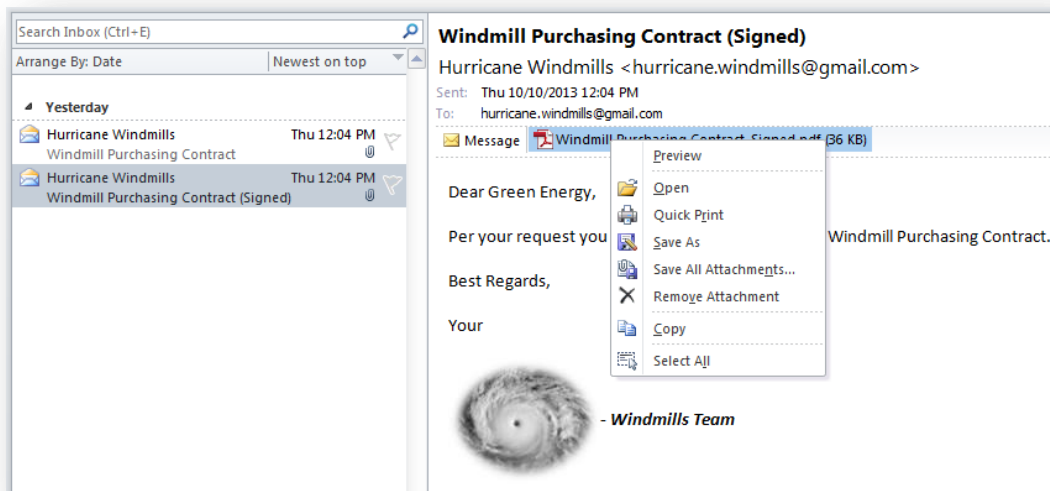 Search Inbox (Ctrl+E)
Arrange By: Date
Newest on top
Yesterday
Hurricane Windmills
Thu 12:04 PM
Windmill Purchasing Contract
Hurricane Windmills
Thu 12:04 PM
Windmill Purchasing Contract (Signed)
Windmill Purchasing Contract (Signed)
Hurricane Windmills <hurricane.windmills@gmail.com>
Sent: Thu 10/10/2013 12:04 PM
To: hurricane.windmills@gmail.com
Message
Windmill Purchasing Contract_Signed.pdf (36 KB)
Preview
Open
Quick Print
Save As
Save All Attachments...
Remove Attachment
Copy
Select All
Dear Green Energy,
Per your request you
Windmill Purchasing Contract.
Best Regards,
Your
- Windmills Team